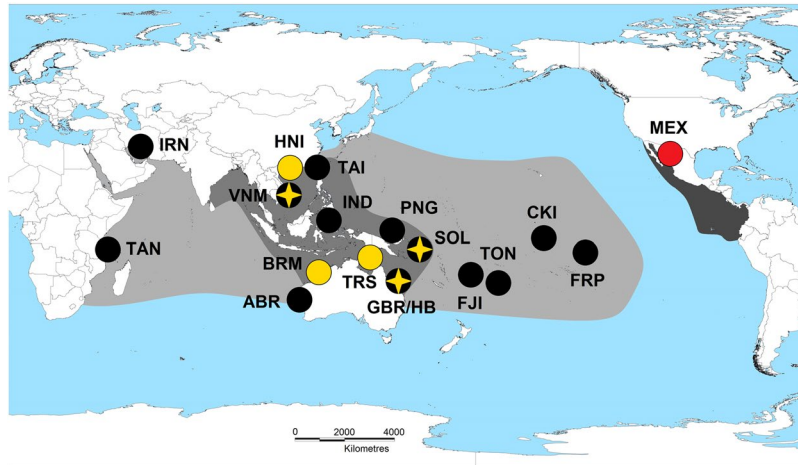 MEX
IRN
HNI
TAI
VNM
IND
PNG
CKI
SOL
TAN
TON
BRM
TRS
FRP
ABR
GBR/HB
FJI
0 2000 4000
Kilometres